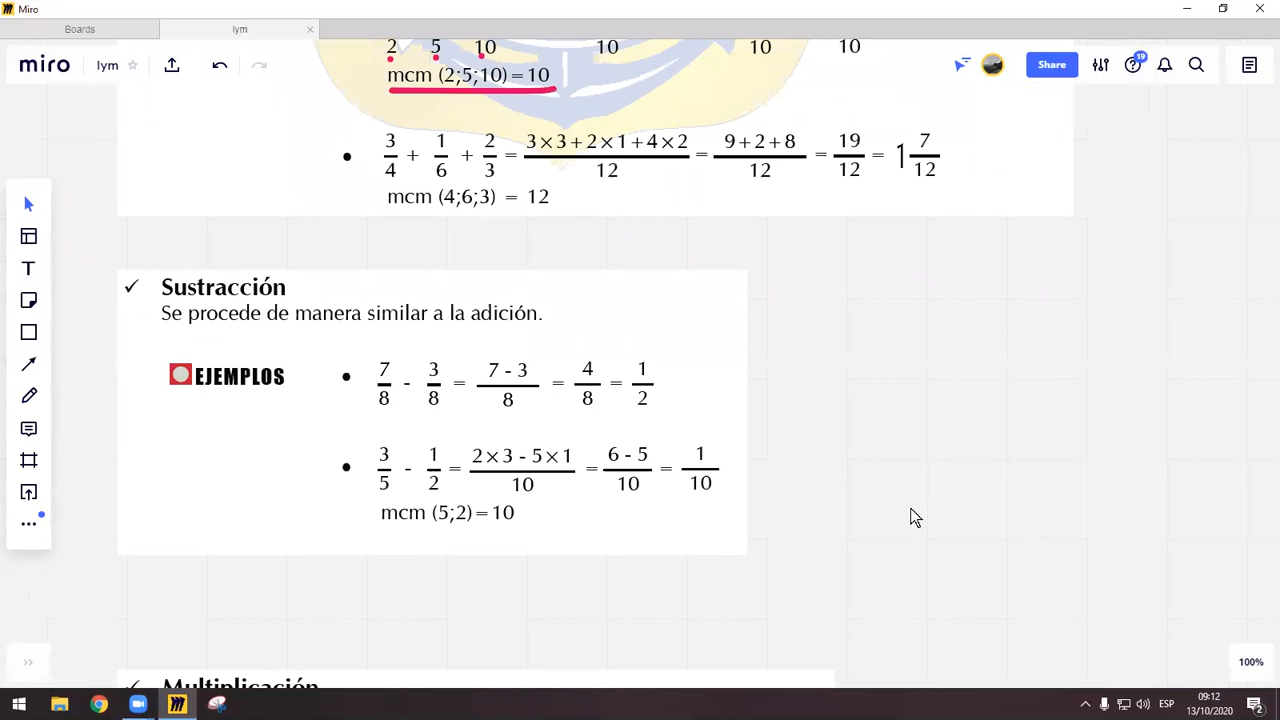 Miro
Boards
lym
miro
lym
Share
19
2 5 10 10 10 10
mcm (2;5;10)=10
3/4 + 1/6 + 2/3 = 3×3+2×1+4×2/12 = 9+2+8/12 = 19/12 = 1 7/12
mcm (4;6;3) = 12
✓ Sustracción
Se procede de manera similar a la adición.
EJEMPLOS
• 7/8 - 3/8 = 7 - 3/8 = 4/8 = 1/2
• 3/5 - 1/2 = 2×3 - 5×1/10 = 6 - 5/10 = 1/10
mcm (5;2)=10
✓ Multiplicación
100%
ESP
09:12
13/10/2020
2